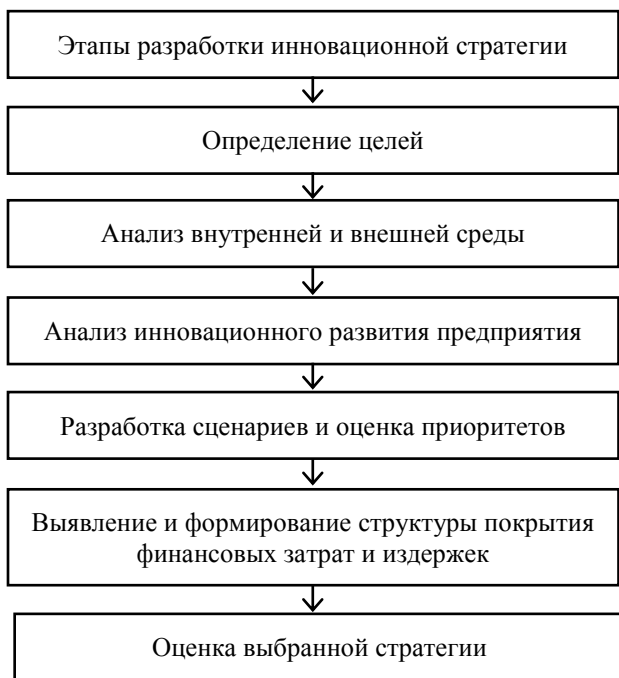 Этапы разработки инновационной стратегии
Определение целей
Анализ внутренней и внешней среды
Анализ инновационного развития предприятия
Разработка сценариев и оценка приоритетов
Выявление и формирование структуры покрытия
финансовых затрат и издержек
Оценка выбранной стратегии